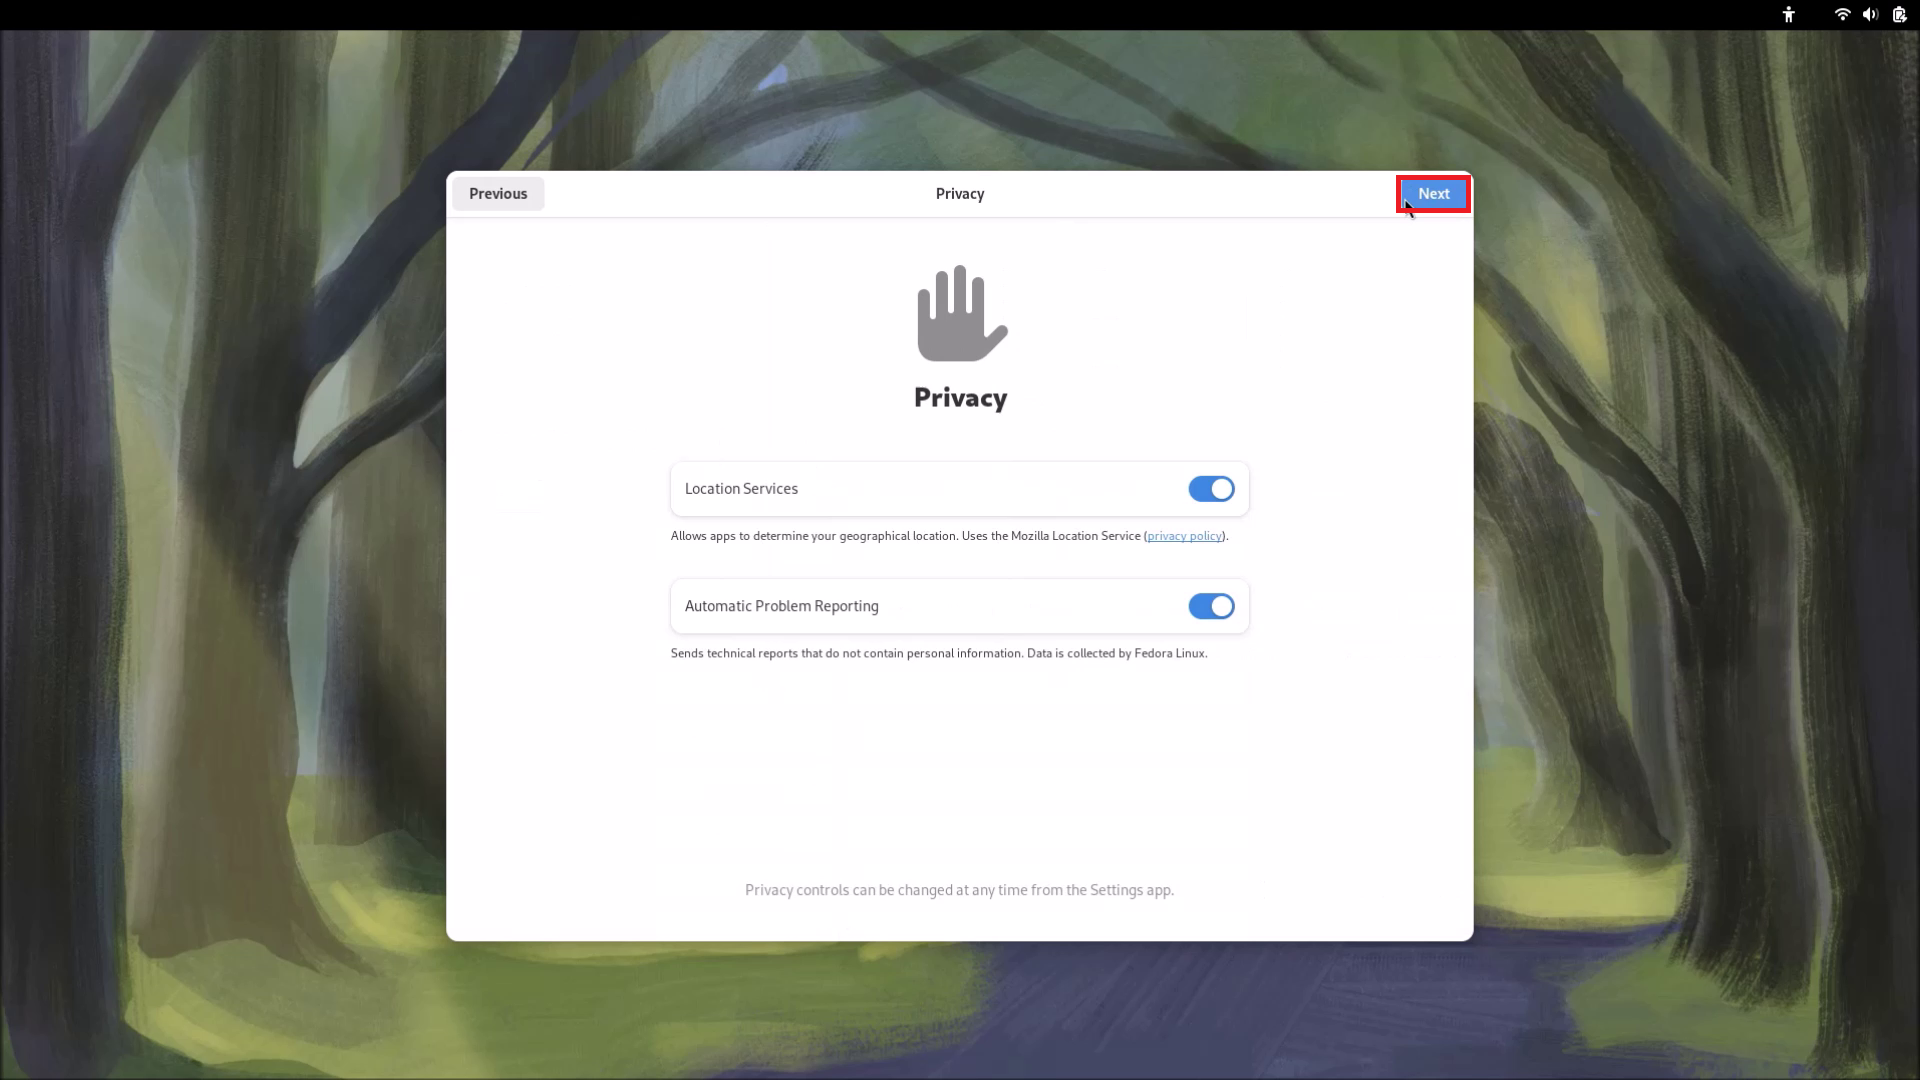 Previous
Privacy
Next
Privacy
Location Services
Allows apps to determine your geographical location. Uses the Mozilla Location Service (privacy policy).
Automatic Problem Reporting
Sends technical reports that do not contain personal information. Data is collected by Fedora Linux.
Privacy controls can be changed at any time from the Settings app.